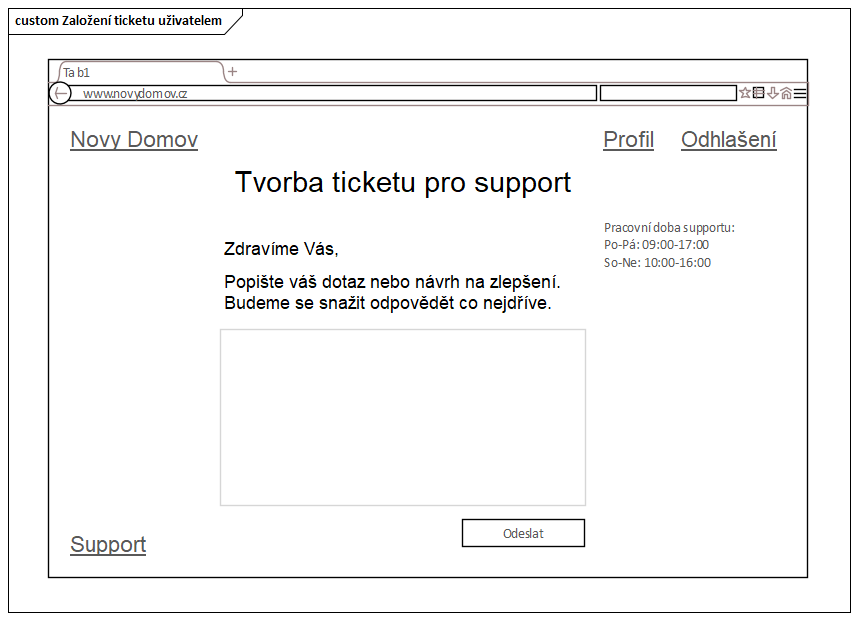 custom Založení ticketu uživatelem
Tab1
+
www.novydomov.cz
Novy Domov
Profil
Odhlašení
Tvorba ticketu pro support
Pracovní doba supportu:
Po-Pá: 09:00-17:00
So-Ne: 10:00-16:00
Zdravíme Vás,
Popište váš dotaz nebo návrh na zlepšení.
Budeme se snažit odpovědět co nejdříve.
Odeslat
Support